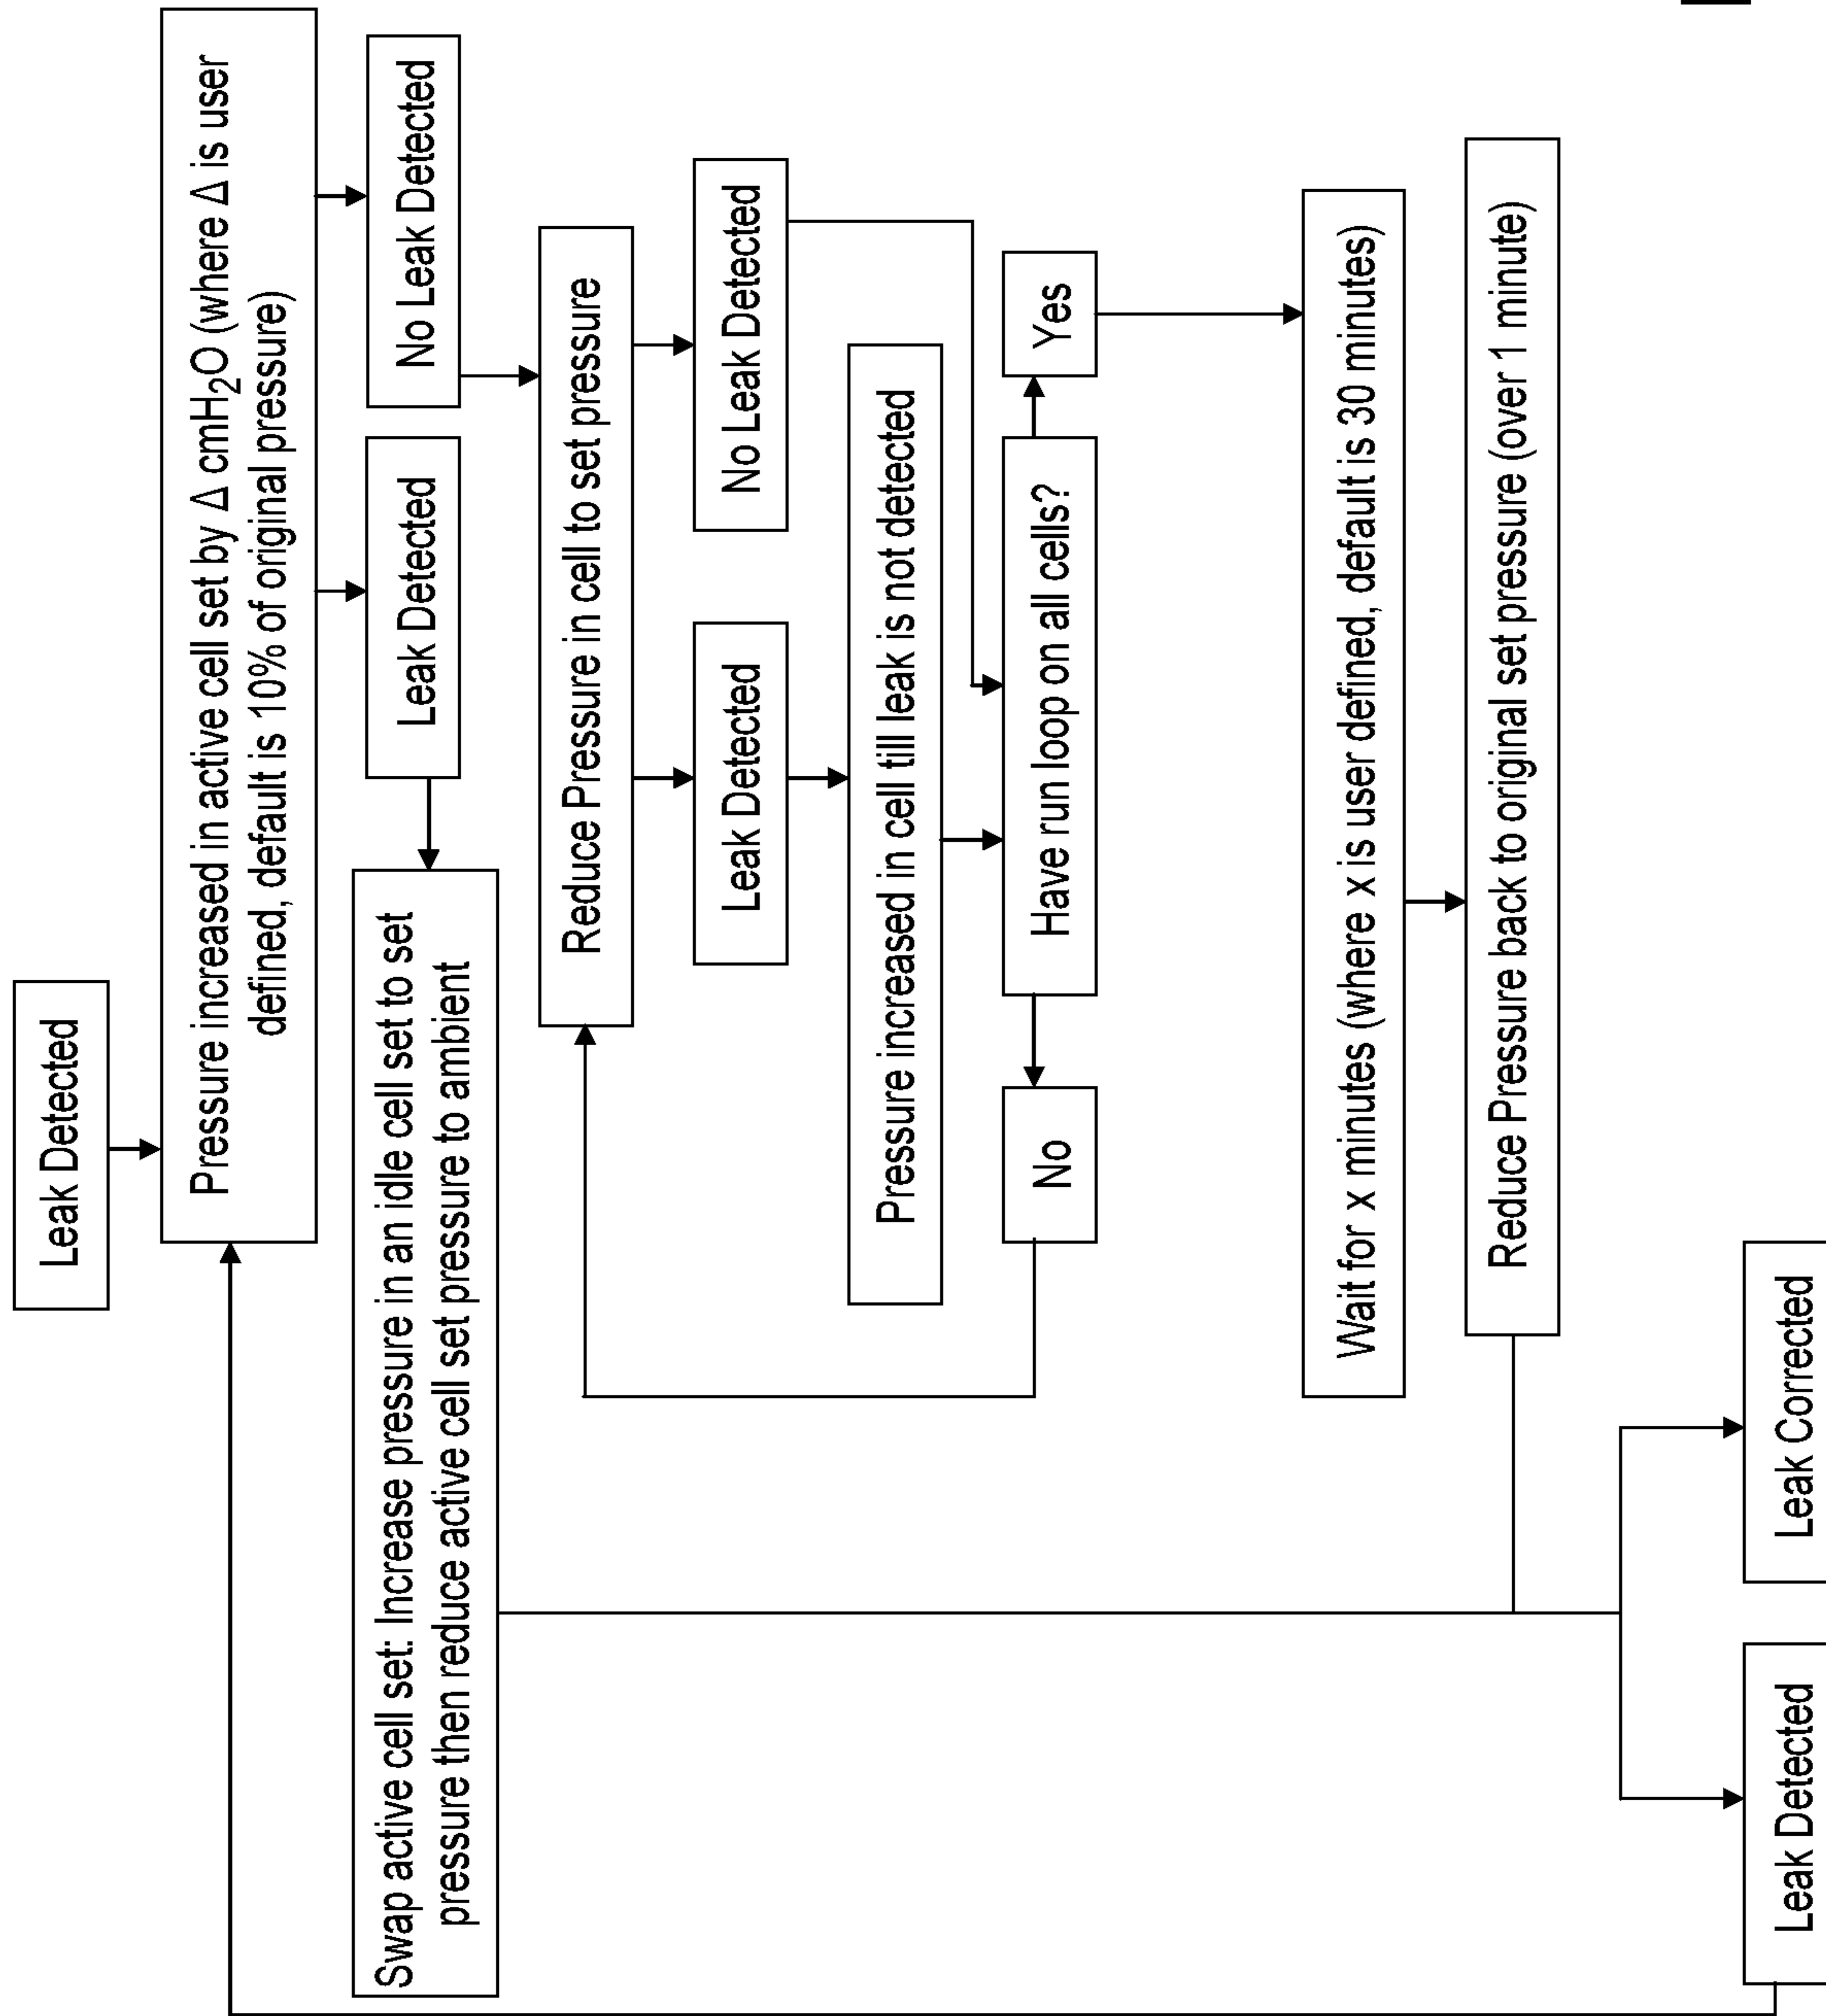 Leak Detected
Pressure increased in active cell set by Δ cmH₂O (where Δ is user
defined, default is 10% of original pressure)
Leak Detected
No Leak Detected
Swap active cell set: Increase pressure in an idle cell set to set
pressure then reduce active cell set pressure to ambient
Reduce Pressure in cell to set pressure
Leak Detected
No Leak Detected
Pressure increased in cell till leak is not detected
No
Have run loop on all cells?
Yes
Wait for x minutes (where x is user defined, default is 30 minutes)
Reduce Pressure back to original set pressure (over 1 minute)
Leak Detected
Leak Corrected